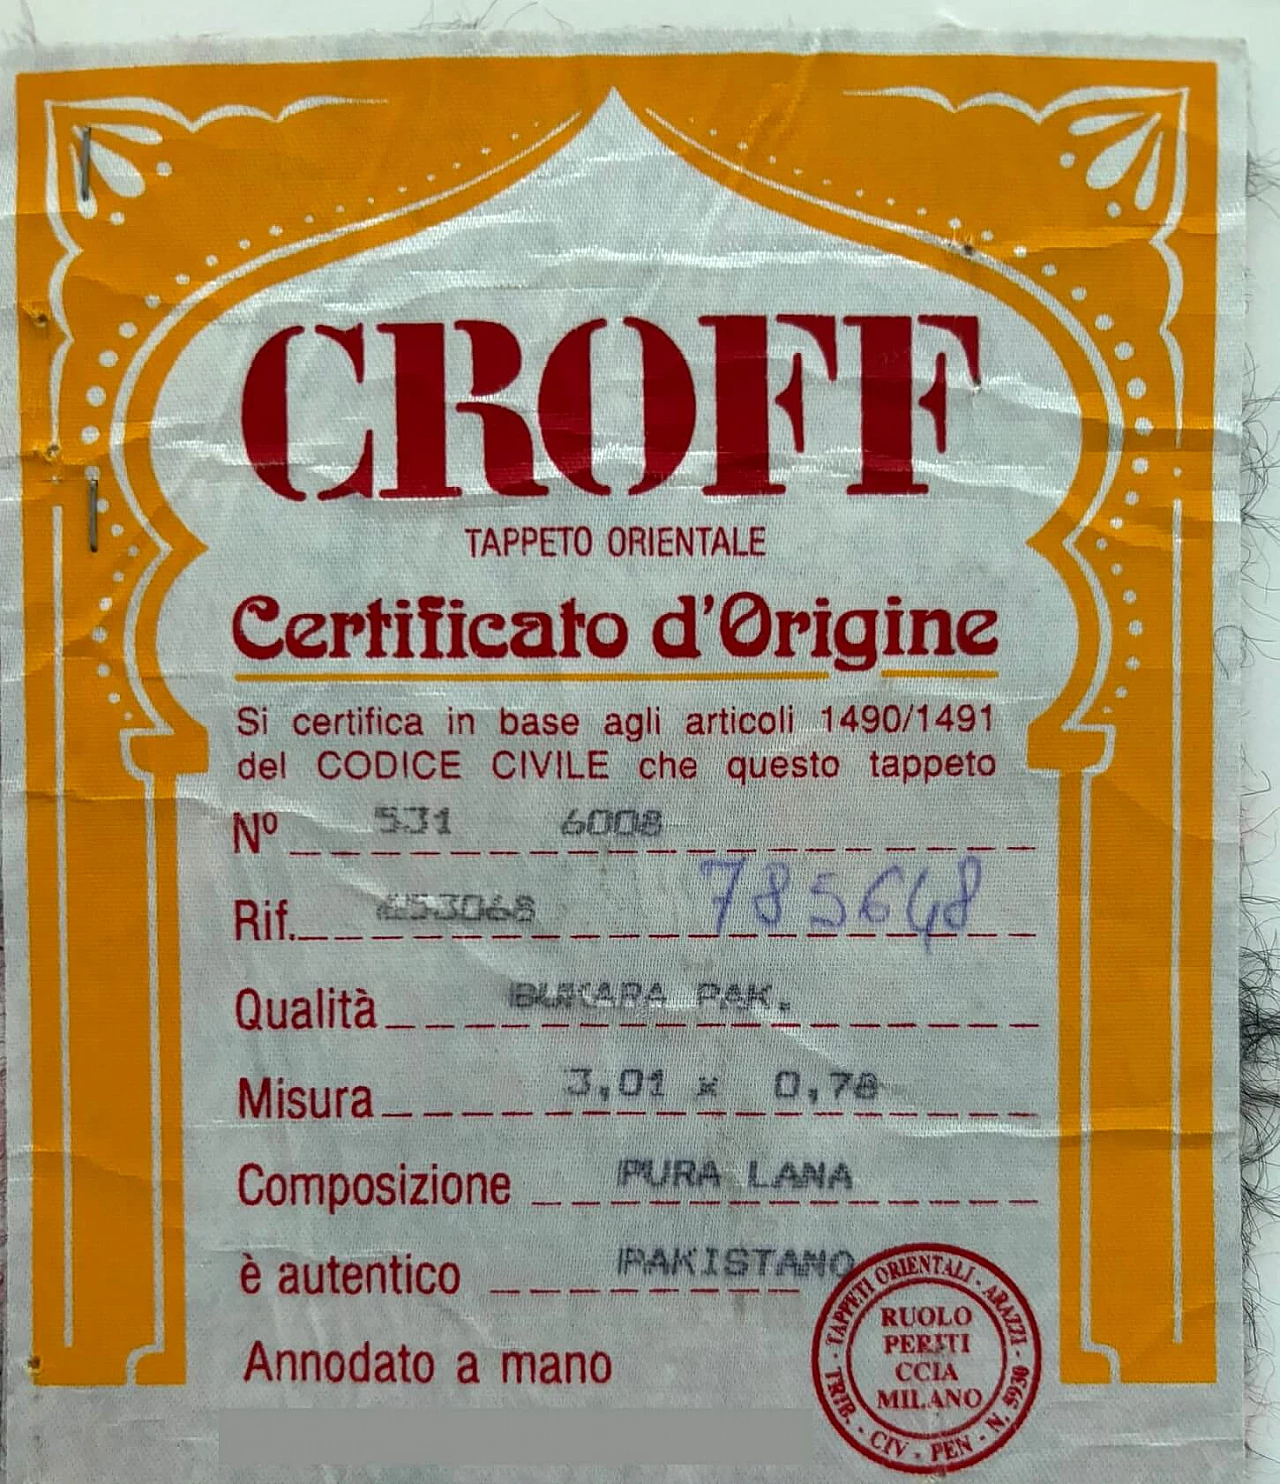 CROFF
TAPPETO ORIENTALE
Certificato d'Origine
Si certifica in base agli articoli 1490/1491
del CODICE CIVILE che questo tappeto
Nº 531 6008
Rif. 653068 785648
Qualità BUKARA PAK.
Misura 3,01 x 0,78
Composizione PURA LANA
è autentico PAKISTANO
Annodato a mano
TAPPETI ORIENTALI - ARAZZI - N. 5930
TRIB. - CIV - PEN -
RUOLO
PERITI
CCIA
MILANO